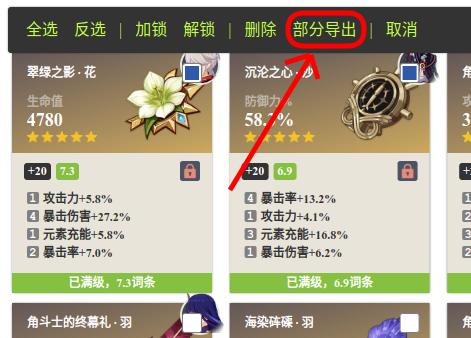 全选 反选 | 加锁 解锁 | 删除 部分导出 | 取消
翠绿之影 · 花
沉沦之心 · 沙
角
生命值
防御力%
攻
4780
58.3%
3
+20 7.3
+20 6.9
1 攻击力+5.8%
4 暴击率+13.2%
4 暴击伤害+27.2%
1 攻击力+4.1%
1 元素充能+5.8%
3 元素充能+16.8%
2 暴击率+7.0%
1 暴击伤害+6.2%
已满级，7.3词条
已满级，6.9词条
角斗士的终幕礼 · 羽
海染砗磲 · 羽
角